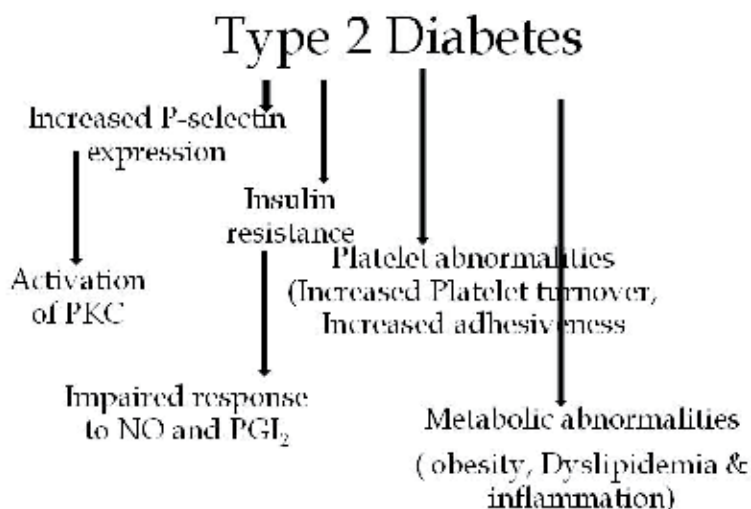 Type 2 Diabetes
Increased P-selectin
expression
Insulin
resistance
Activation
of PKC
Platelet abnormalities
(Increased Platelet turnover,
Increased adhesiveness
Impaired response
to NO and PGI₂
Metabolic abnormalities
( obesity, Dyslipidemia &
inflammation)